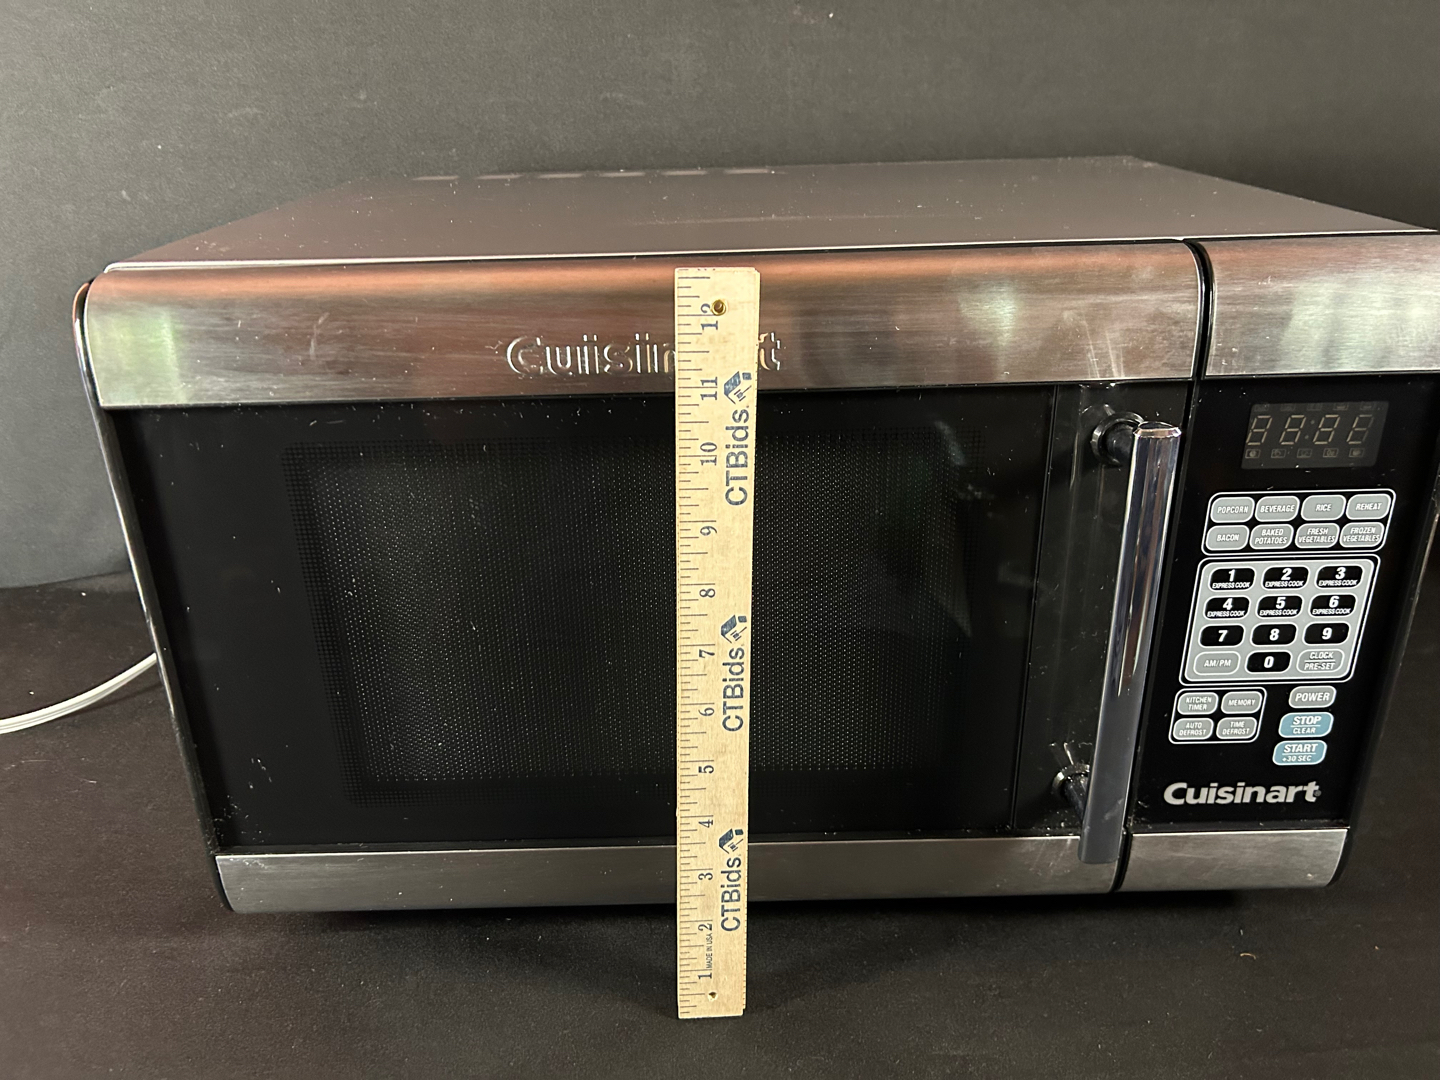 Cuisin t
12
11
10
9
8
7
6
5
4
3
2
1
CTBids.
CTBids.
CTBids.
MADE IN USA
88:88
POPCORN BEVERAGE RICE REHEAT
BACON BAKED POTATOES FRESH VEGETABLES FROZEN VEGETABLES
1 EXPRESS COOK 2 EXPRESS COOK 3 EXPRESS COOK
4 EXPRESS COOK 5 EXPRESS COOK 6 EXPRESS COOK
7 8 9
AM/PM 0 CLOCK PRE-SET
KITCHEN TIMER MEMORY POWER
AUTO DEFROST TIME DEFROST STOP CLEAR
START +30 SEC
Cuisinart